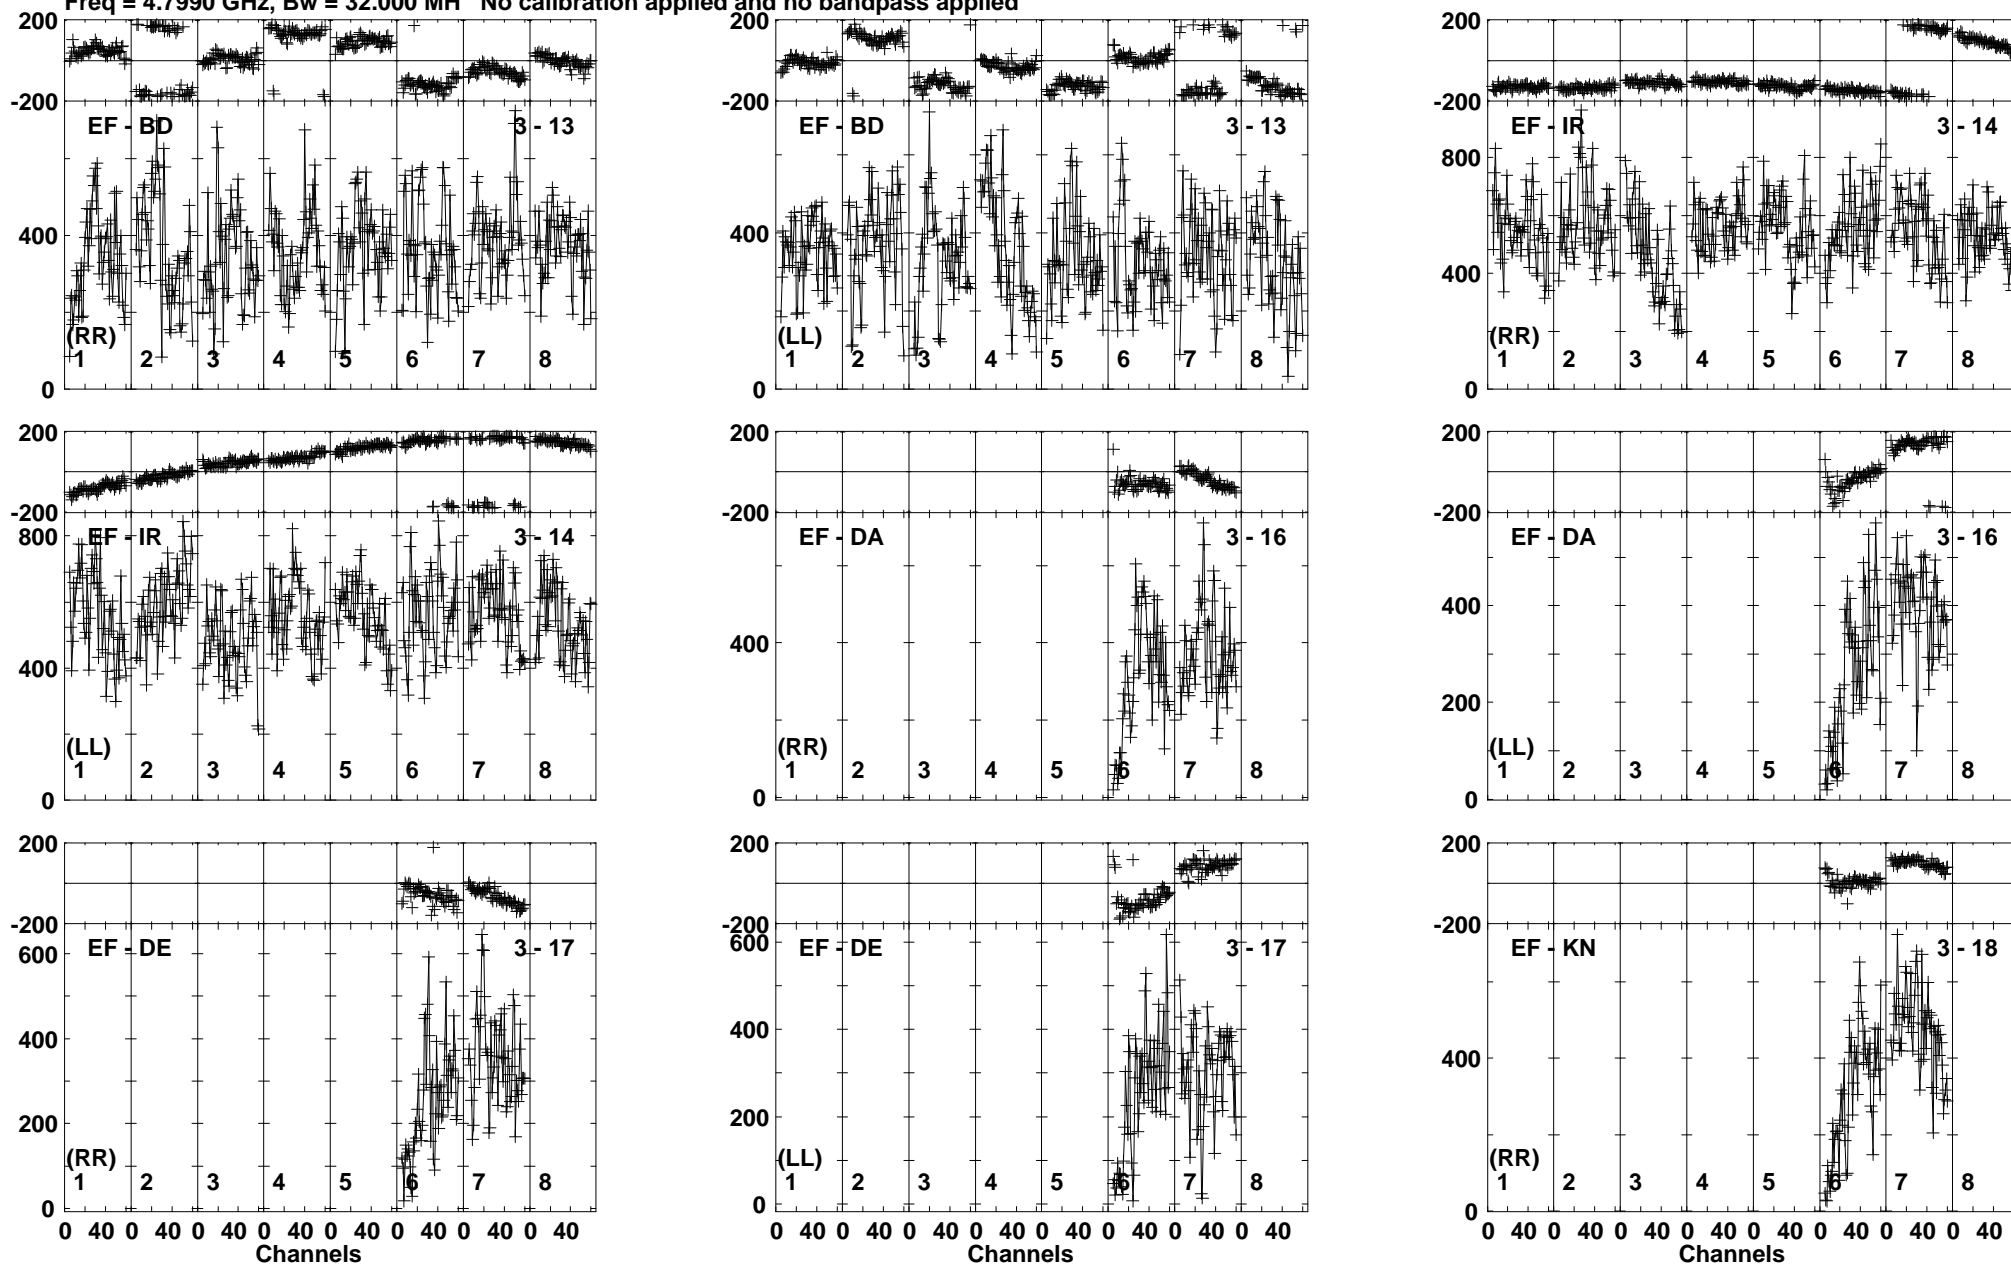 Freq = 4.7990 GHz, Bw = 32.000 MH No calibration applied and no bandpass applied
200 200 200
-200 -200 -200
EF - BD 3 - 13 EF - BD 3 - 13 EF - IR 3 - 14
800
400 400 400
(RR) (LL) (RR)
1 2 3 4 5 6 7 8 1 2 3 4 5 6 7 8 1 2 3 4 5 6 7 8
0 0 0
200 200 200
-200 -200 -200
800 EF - IR 3 - 14 EF - DA 3 - 16 EF - DA 3 - 16
400 400 400
200
(LL) (RR) (LL)
1 2 3 4 5 6 7 8 1 2 3 4 5 6 7 8 1 2 3 4 5 6 7 8
0 0 0
200 200 200
-200 -200 -200
600 EF - DE 3 - 17 600 EF - DE 3 - 17 EF - KN 3 - 18
400 400 400
200 200
(RR) (LL) (RR)
1 2 3 4 5 6 7 8 1 2 3 4 5 6 7 8 1 2 3 4 5 6 7 8
0 0 0
0 40 0 40 0 40 0 40 0 40 0 40 0 40 0 40 0 40 0 40 0 40 0 40 0 40 0 40 0 40 0 40 0 40 0 40 0 40 0 40 0 40 0 40 0 40 0 40
Channels Channels Channels